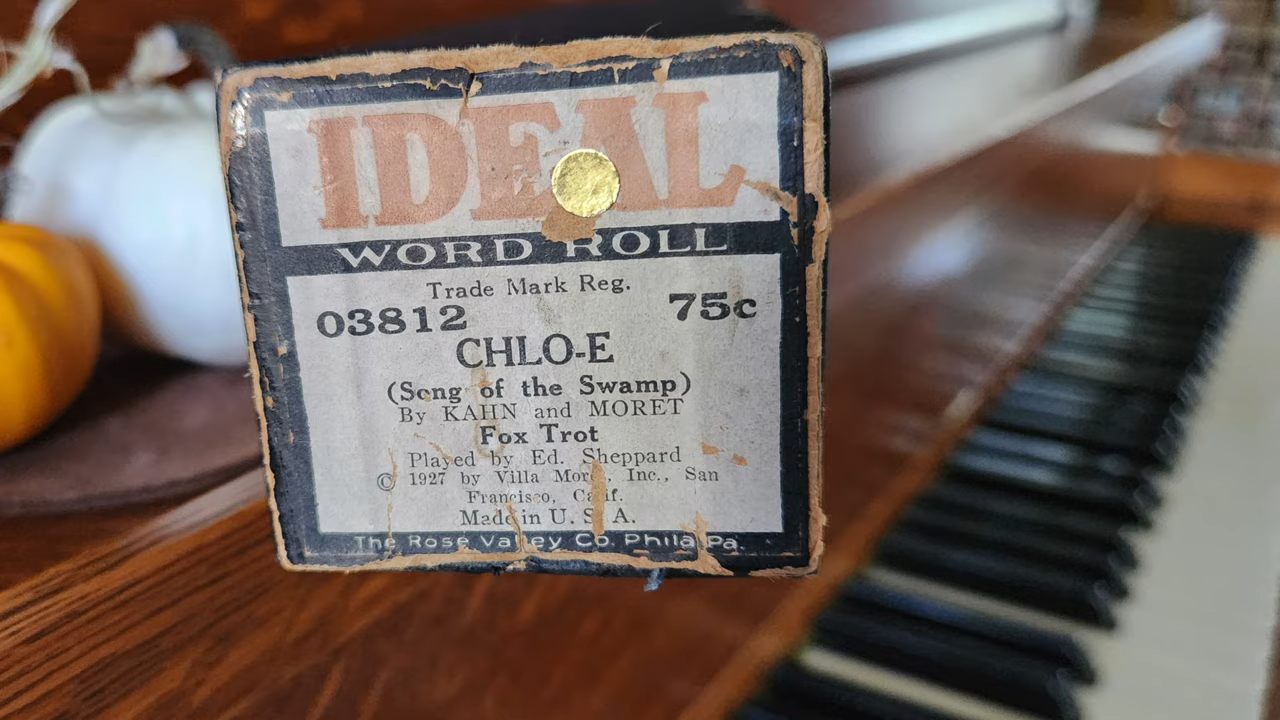 IDEAL
WORD ROLL
Trade Mark Reg.
03812 75c
CHLO-E
(Song of the Swamp)
By KAHN and MORET
Fox Trot
Played by Ed. Sheppard
© 1927 by Villa Inc., San
Francisco, Calif.
Made in U. S. A.
The Rose Valley Co. Phila. Pa.